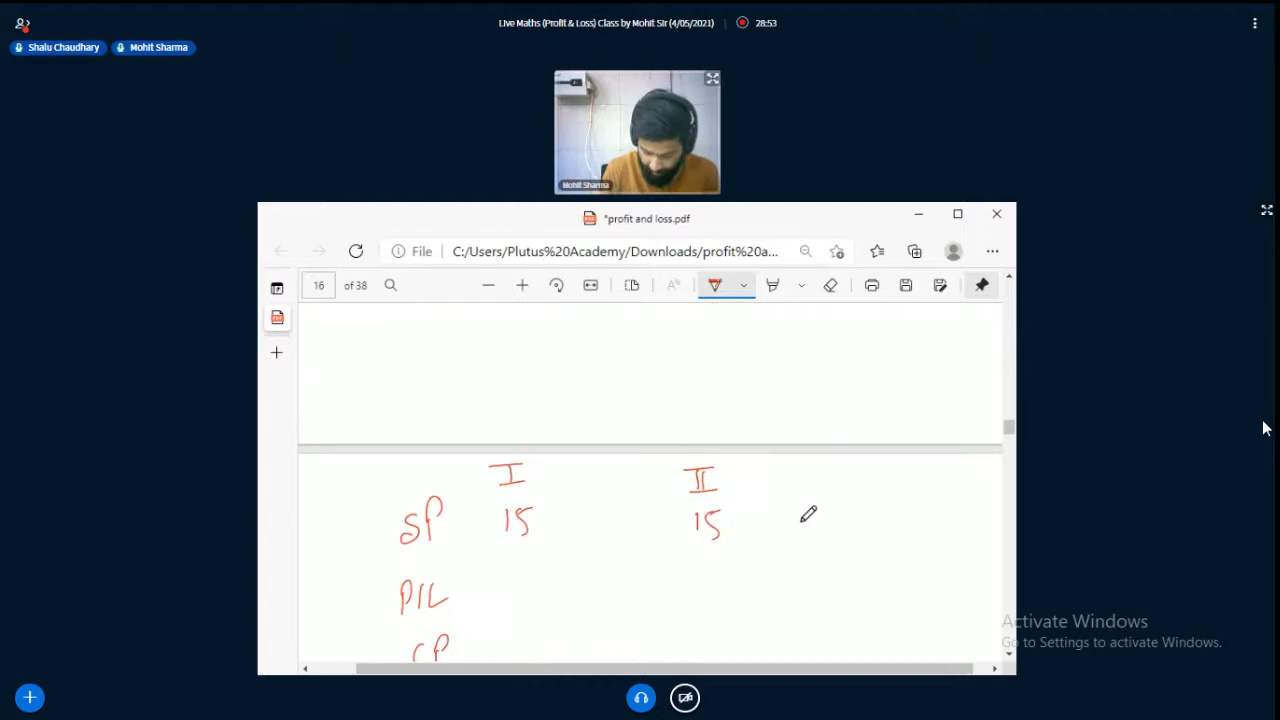 Live Maths (Profit & Loss) Class by Mohit Sir (4/05/2021) 28:53
Shalu Chaudhary Mohit Sharma
Mohit Sharma
*profit and loss.pdf
File C:/Users/Plutus%20Academy/Downloads/profit%20a...
16 of 38
I II
SP 15 15
P/L
CP
Activate Windows
Go to Settings to activate Windows.